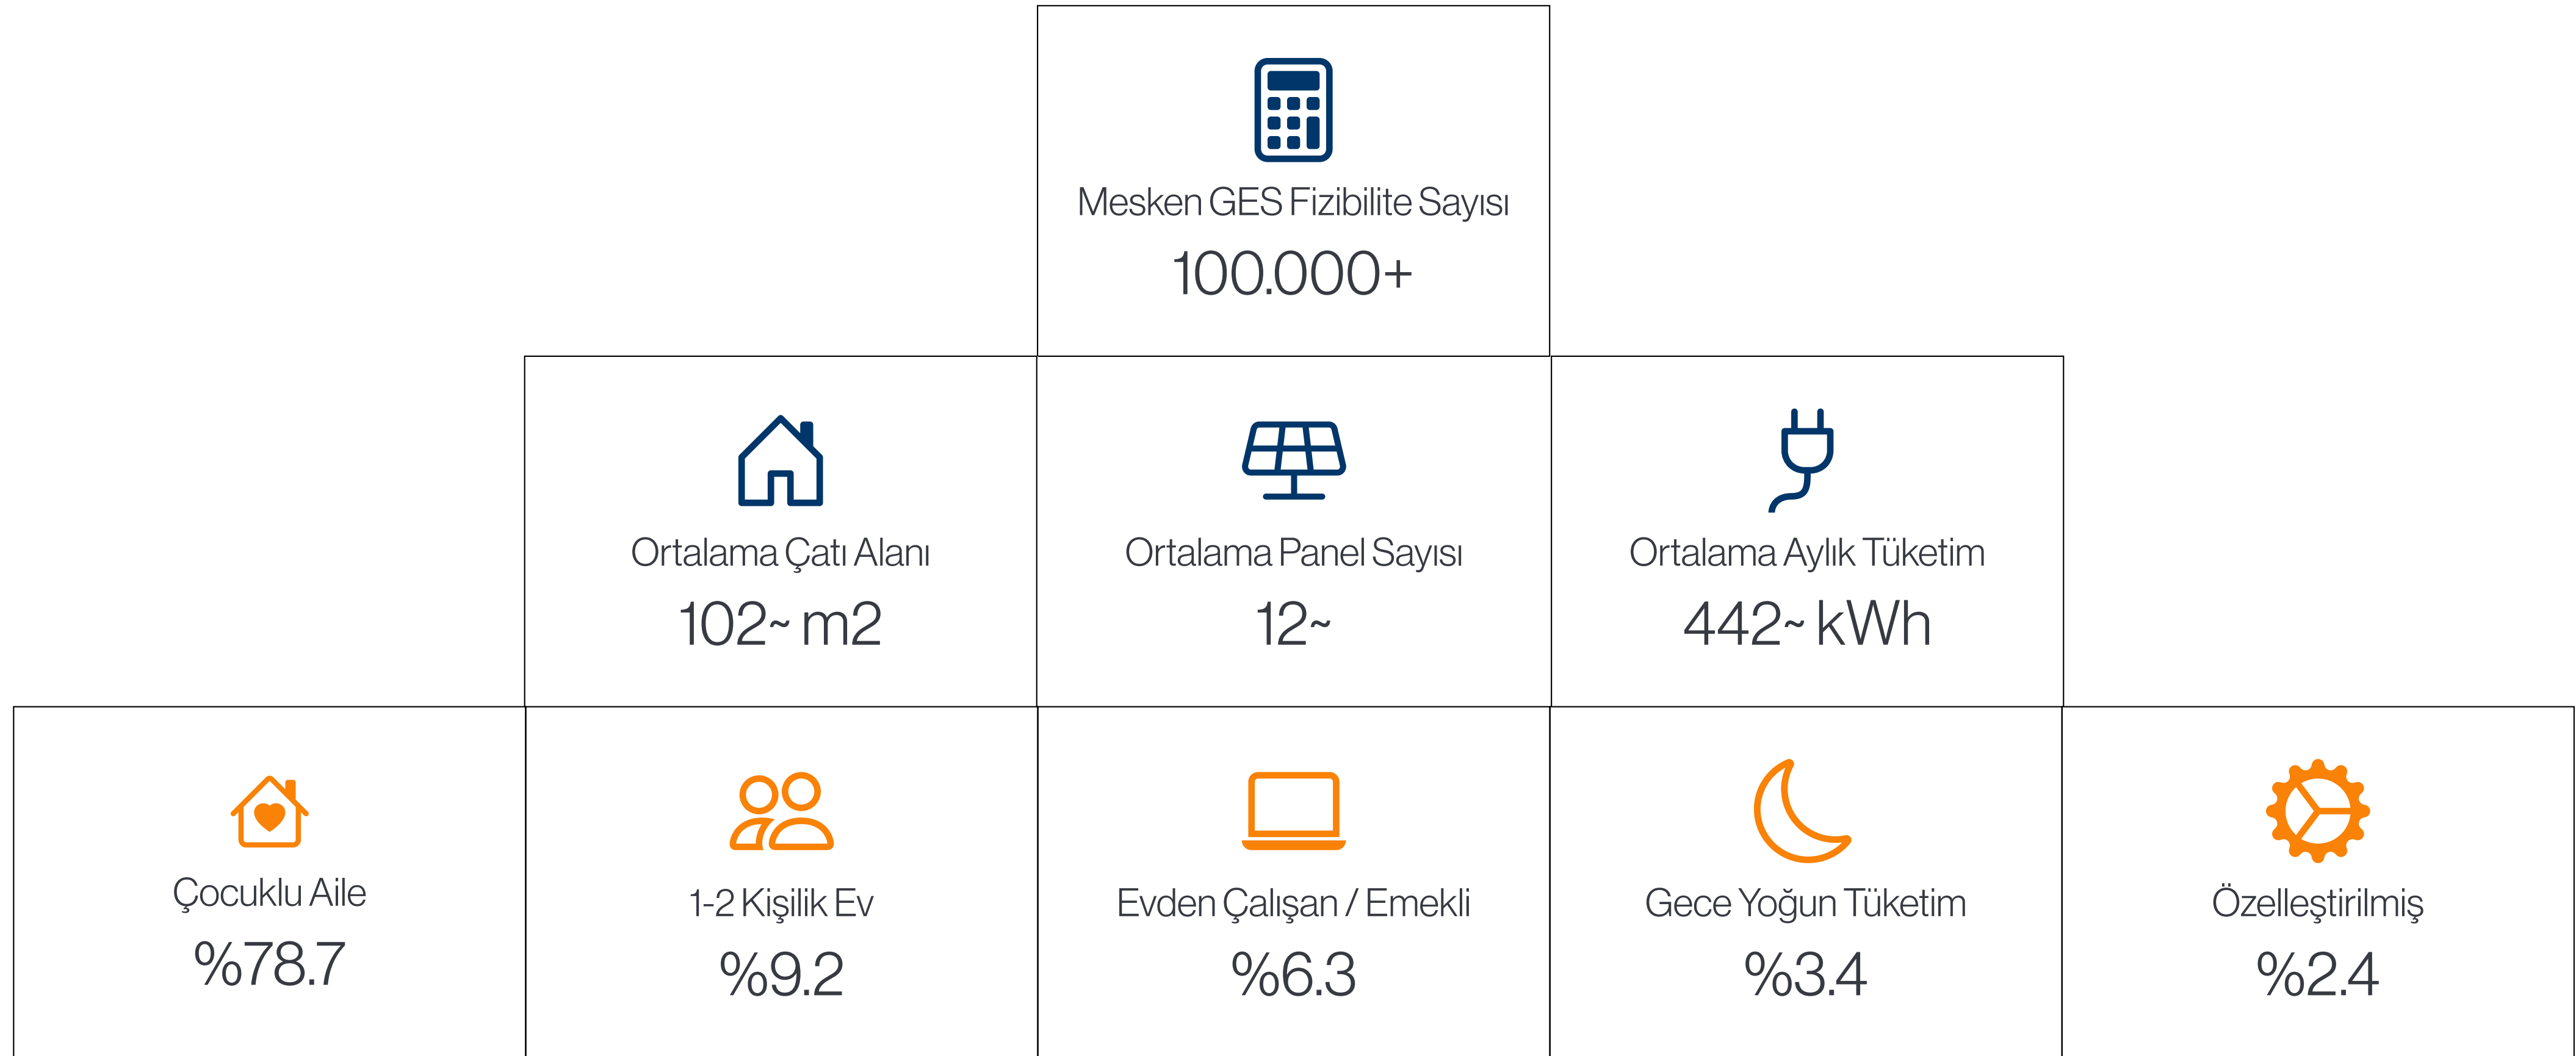 Mesken GES Fizibilite Sayısı
100.000+
Ortalama Çatı Alanı
102~ m2
Ortalama Panel Sayısı
12~
Ortalama Aylık Tüketim
442~ kWh
Çocuklu Aile
%78.7
1-2 Kişilik Ev
%9.2
Evden Çalışan / Emekli
%6.3
Gece Yoğun Tüketim
%3.4
Özelleştirilmiş
%2.4